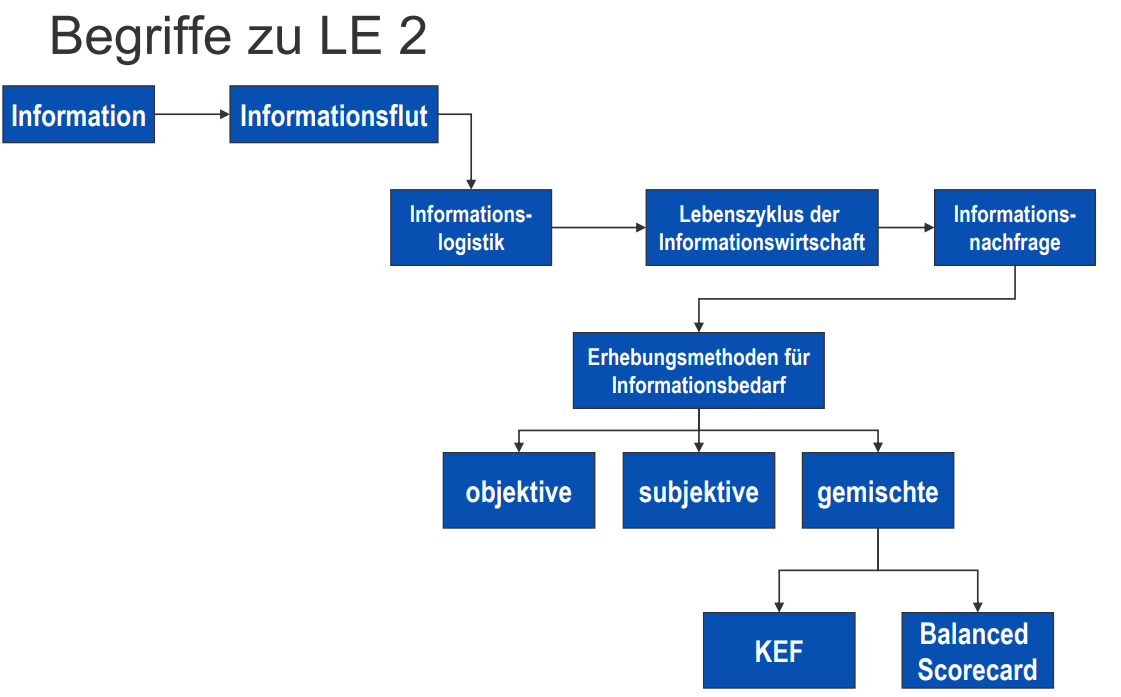 Begriffe zu LE 2
Information
Informationsflut
Informations-
logistik
Lebenszyklus der
Informationswirtschaft
Informations-
nachfrage
Erhebungsmethoden für
Informationsbedarf
objektive
subjektive
gemischte
KEF
Balanced
Scorecard